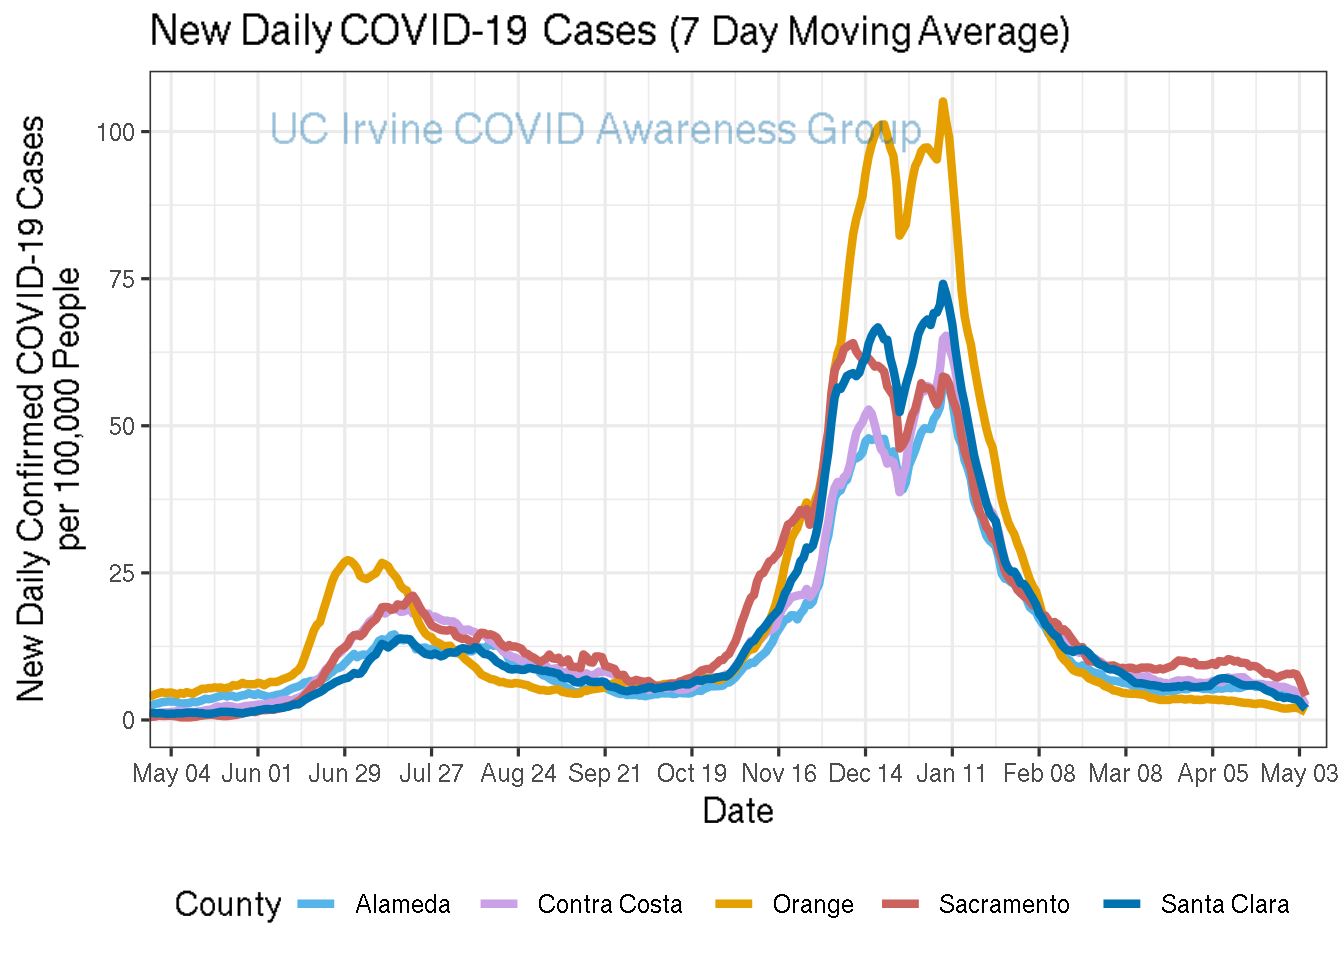 New Daily COVID-19 Cases (7 Day Moving Average)
UC Irvine COVID Awareness Group
New Daily Confirmed COVID-19 Cases
per 100,000 People
100
75
50
25
0
May 04 Jun 01 Jun 29 Jul 27 Aug 24 Sep 21 Oct 19 Nov 16 Dec 14 Jan 11 Feb 08 Mar 08 Apr 05 May 03
Date
County Alameda Contra Costa Orange Sacramento Santa Clara